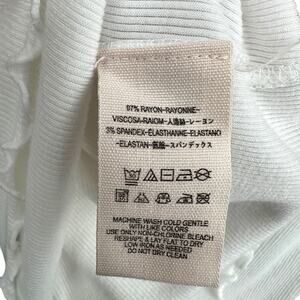 97% RAYON-RAYONNE-
VISCOSA-RAIOM-人造絲-レーヨン
3% SPANDEX-ÉLASTHANNE-ELASTANO
-ELASTAN-氨綸-スパンデックス
MACHINE WASH COLD GENTLE
WITH LIKE COLORS
USE ONLY NON-CHLORINE BLEACH
RESHAPE & LAY FLAT TO DRY
LOW-IRON AS NEEDED
DO NOT DRY CLEAN